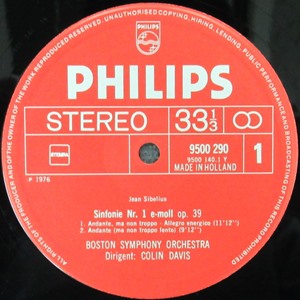 ALL RIGHTS OF THE PRODUCER AND OF THE OWNER OF THE WORK REPRODUCED RESERVED. UNAUTHORISED COPYING, HIRING, LENDING, PUBLIC PERFORMANCE AND BROADCASTING OF THIS RECORD PROHIBITED.
PHILIPS
STEREO
33 1/3
STEMRA
9500 290
9500 140.1 Y
MADE IN HOLLAND
1
℗ 1976
Jean Sibelius
Sinfonie Nr. 1 e-moll op. 39
1. Andante, ma non troppo - Allegro energico (11'12")
2. Andante (ma non troppo lento) (9'12")
BOSTON SYMPHONY ORCHESTRA
Dirigent: COLIN DAVIS